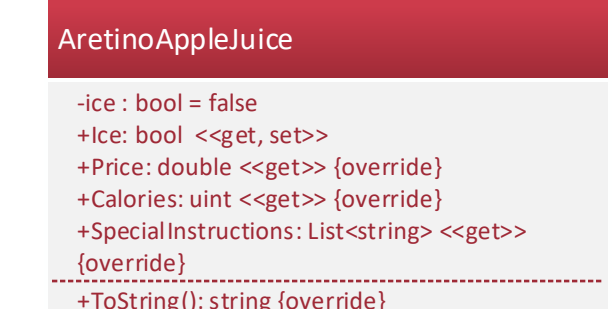 AretinoAppleJuice
-ice : bool = false
+Ice: bool <<get, set>>
+Price: double <<get>> {override}
+Calories: uint <<get>> {override}
+SpecialInstructions: List<string> <<get>>
{override}
+ToString(): string {override}